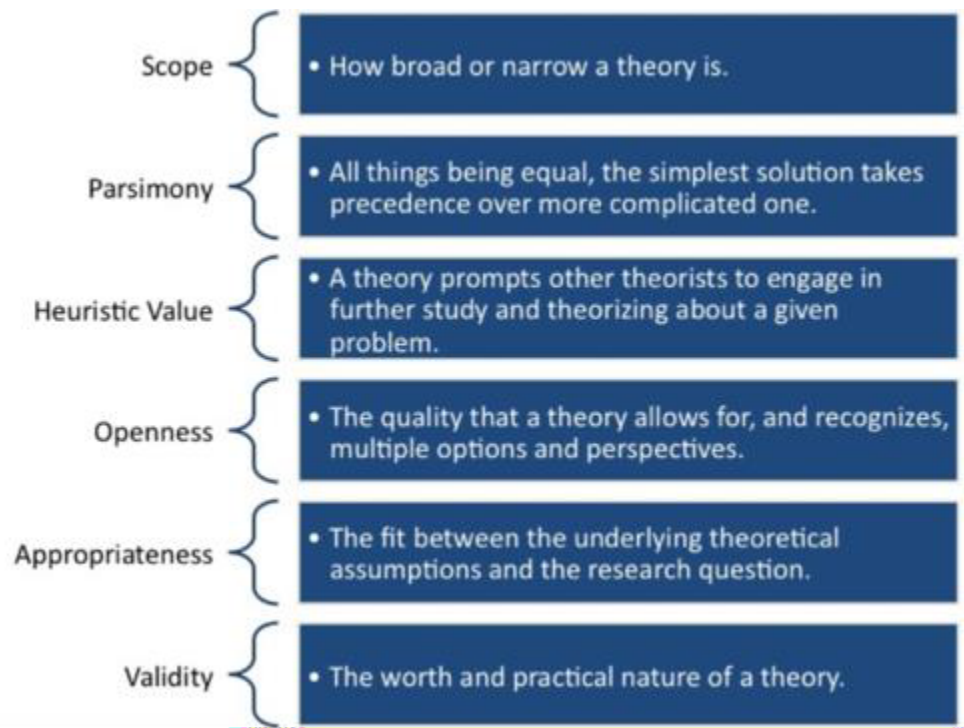 Scope
• How broad or narrow a theory is.
Parsimony
• All things being equal, the simplest solution takes
precedence over more complicated one.
Heuristic Value
• A theory prompts other theorists to engage in
further study and theorizing about a given
problem.
Openness
• The quality that a theory allows for, and recognizes,
multiple options and perspectives.
Appropriateness
• The fit between the underlying theoretical
assumptions and the research question.
Validity
• The worth and practical nature of a theory.